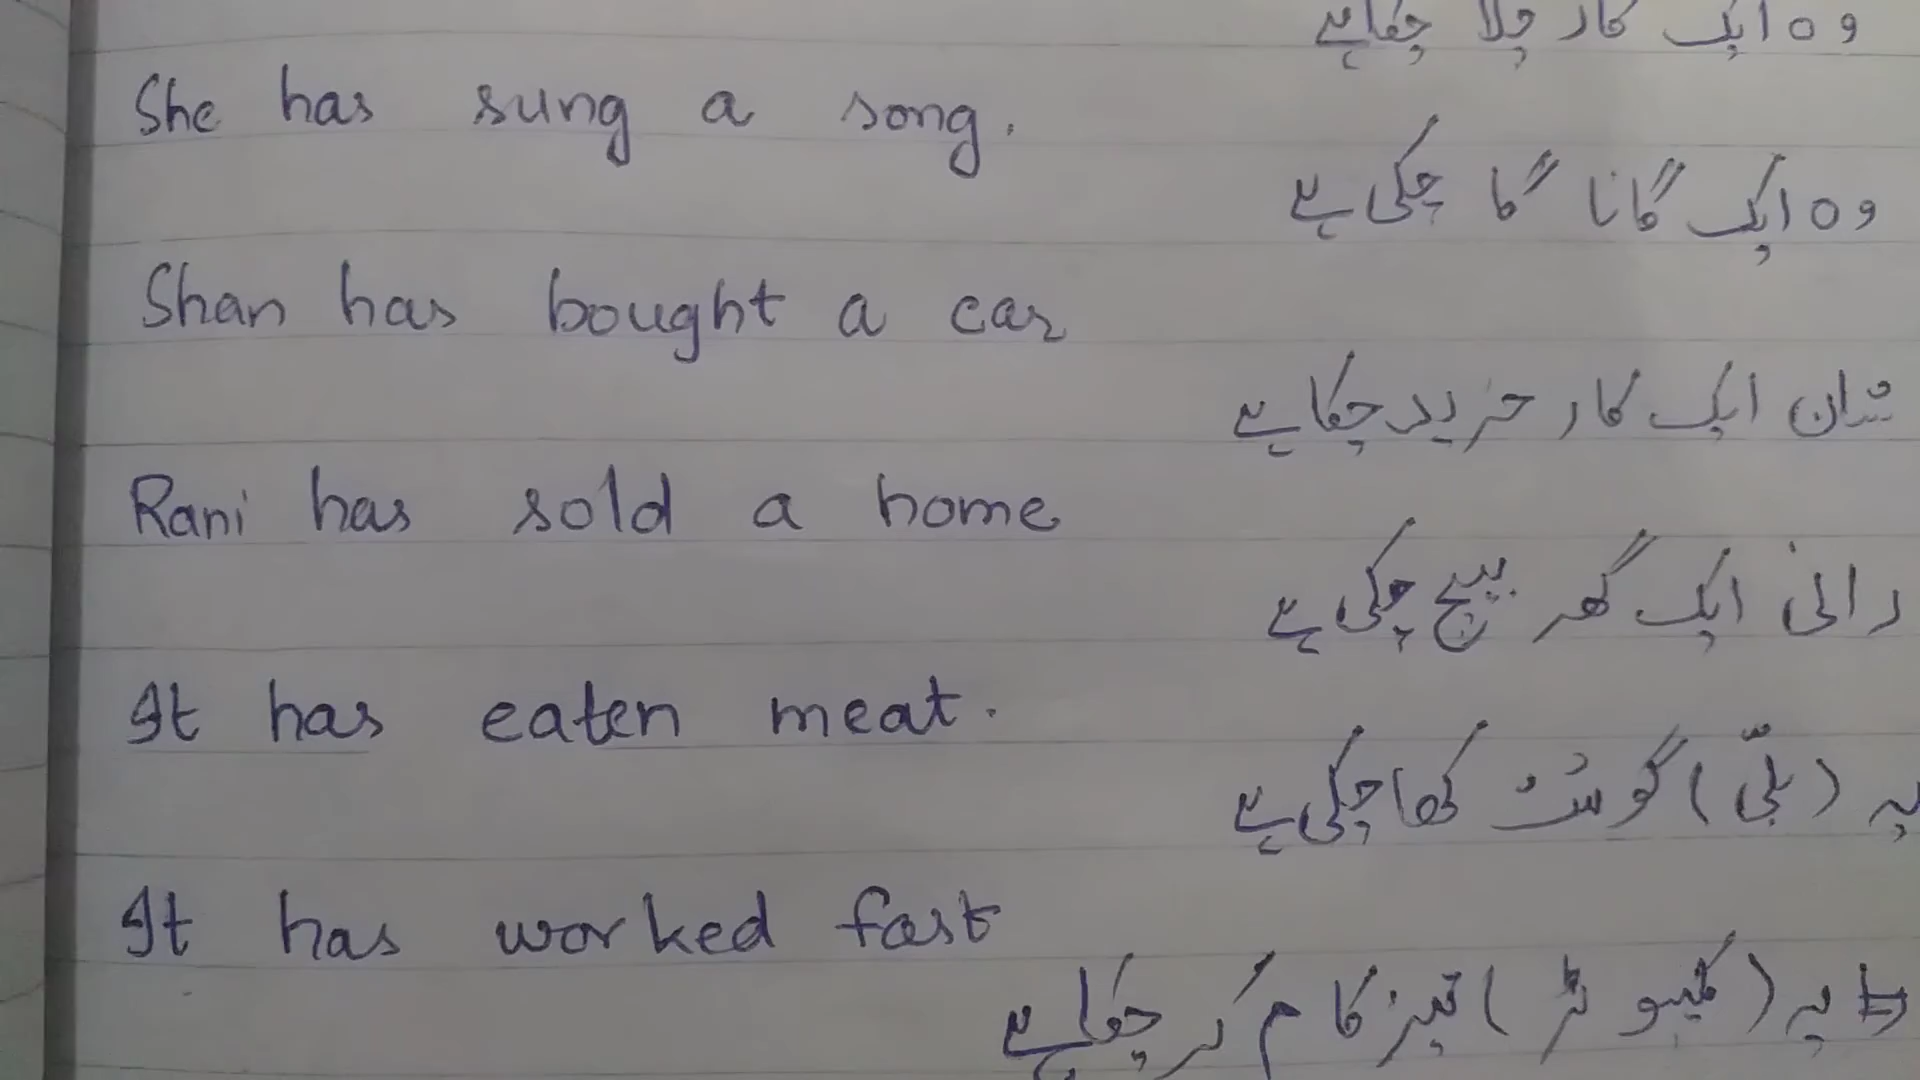 وہ ایک کار چلا چکا ہے
She has sung a song.
وہ ایک گانا گا چکی ہے
Shan has bought a car
شان ایک کار خرید چکا ہے
Rani has sold a home
رانی ایک گھر بیچ چکی ہے
It has eaten meat.
یہ (بلّی) گوشت کھا چکی ہے
It has worked fast
یہ (کمپیوٹر) تیز کام کر چکا ہے